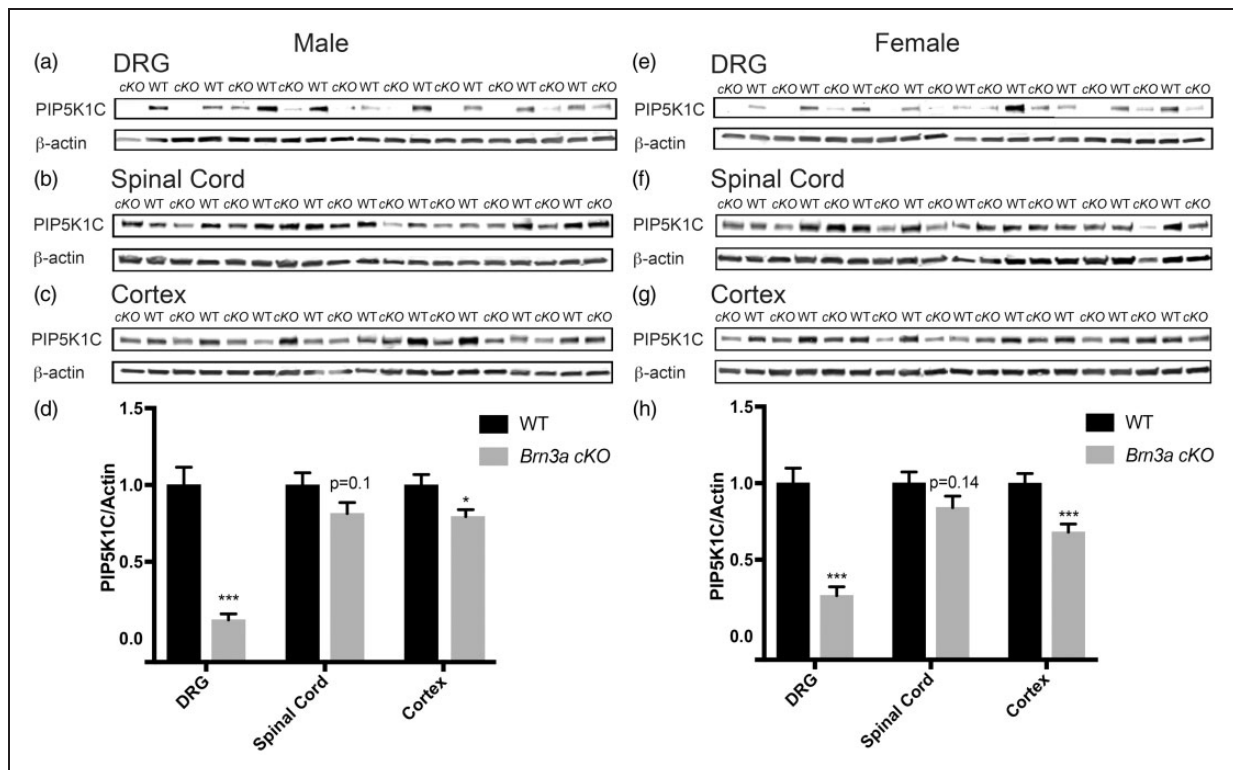 Male
(a) DRG
cKO WT cKO WT cKO WT cKO WT cKO WT cKO WT cKO WT cKO WT cKO WT cKO
PIP5K1C
β-actin
(b) Spinal Cord
cKO WT cKO WT cKO WT cKO WT cKO WT cKO WT cKO WT cKO WT cKO WT cKO
PIP5K1C
β-actin
(c) Cortex
cKO WT cKO WT cKO WT cKO WT cKO WT cKO WT cKO WT cKO WT cKO WT cKO
PIP5K1C
β-actin
(d)
1.5
1.0
0.5
0.0
PIP5K1C/Actin
WT
Brn3a cKO
***
p=0.1
*
DRG
Spinal Cord
Cortex
Female
(e) DRG
cKO WT cKO WT cKO WT cKO WT cKO WT cKO WT cKO WT cKO WT cKO WT cKO
PIP5K1C
β-actin
(f) Spinal Cord
cKO WT cKO WT cKO WT cKO WT cKO WT cKO WT cKO WT cKO WT cKO WT cKO
PIP5K1C
β-actin
(g) Cortex
cKO WT cKO WT cKO WT cKO WT cKO WT cKO WT cKO WT cKO WT cKO WT cKO
PIP5K1C
β-actin
(h)
1.5
1.0
0.5
0.0
PIP5K1C/Actin
WT
Brn3a cKO
***
p=0.14
***
DRG
Spinal Cord
Cortex